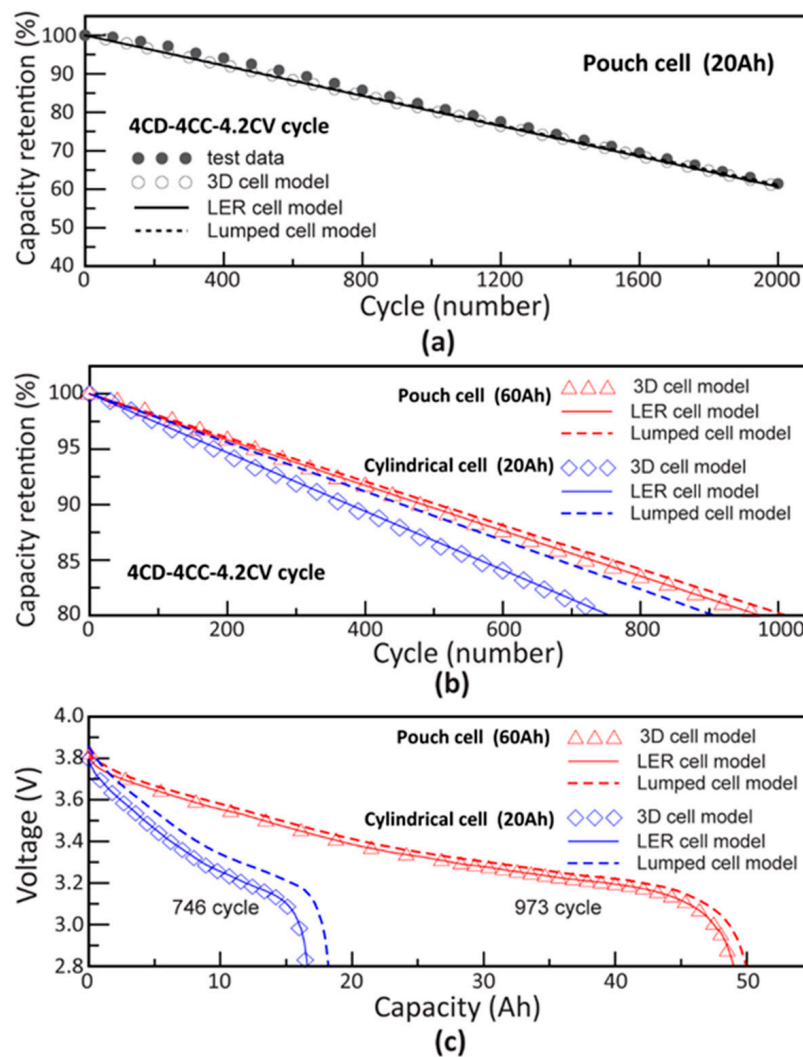 Capacity retention (%)
100
90
80
70
60
50
40
Pouch cell (20Ah)
4CD-4CC-4.2CV cycle
test data
3D cell model
LER cell model
Lumped cell model
0
400
800
1200
1600
2000
Cycle (number)
(a)
Capacity retention (%)
100
95
90
85
80
Pouch cell (60Ah)
3D cell model
LER cell model
Lumped cell model
Cylindrical cell (20Ah)
3D cell model
LER cell model
Lumped cell model
4CD-4CC-4.2CV cycle
0
200
400
600
800
1000
Cycle (number)
(b)
Voltage (V)
4.0
3.8
3.6
3.4
3.2
3.0
2.8
Pouch cell (60Ah)
3D cell model
LER cell model
Lumped cell model
Cylindrical cell (20Ah)
3D cell model
LER cell model
Lumped cell model
746 cycle
973 cycle
0
10
20
30
40
50
Capacity (Ah)
(c)